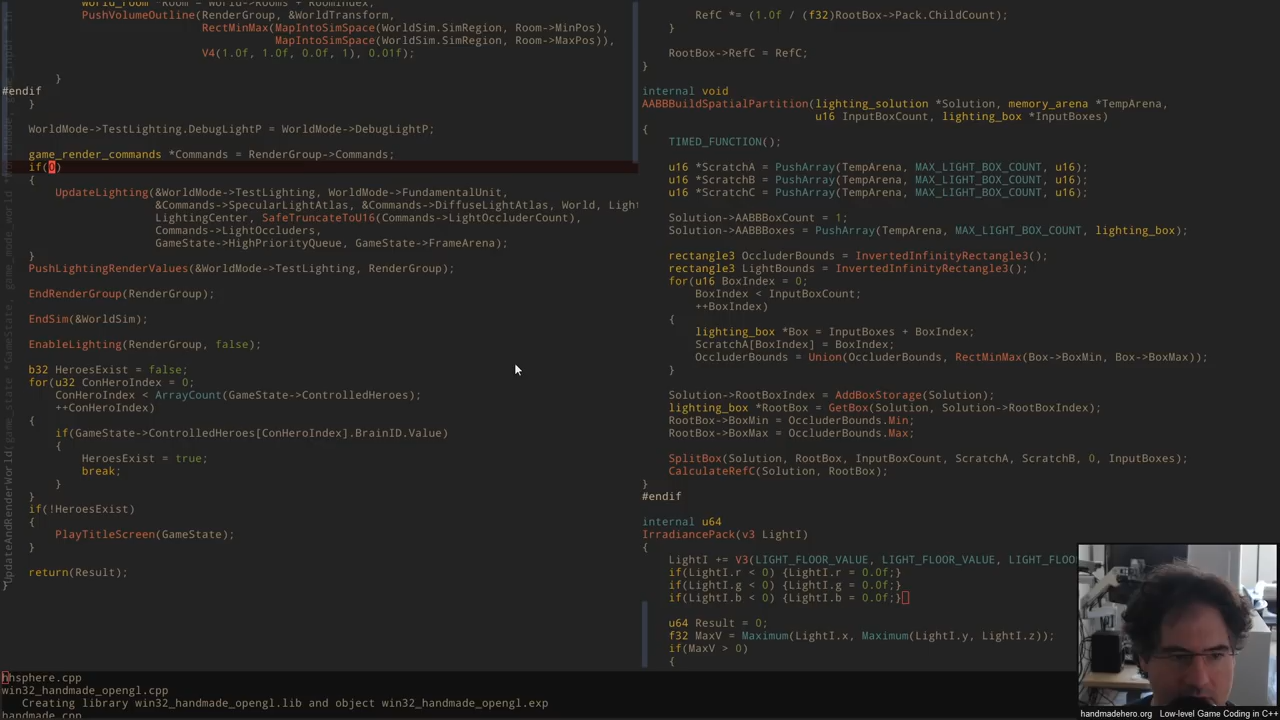 PushVolumeOutline(RenderGroup, &WorldTransform,
RectMinMax(MapIntoSimSpace(WorldSim.SimRegion, Room->MinPos),
MapIntoSimSpace(WorldSim.SimRegion, Room->MaxPos)),
V4(1.0f, 1.0f, 0.0f, 1), 0.01f);
}
#endif
}
WorldMode->TestLighting.DebugLightP = WorldMode->DebugLightP;
game_render_commands *Commands = RenderGroup->Commands;
if(0)
{
UpdateLighting(&WorldMode->TestLighting, WorldMode->FundamentalUnit,
&Commands->SpecularLightAtlas, &Commands->DiffuseLightAtlas, World, Light
LightingCenter, SafeTruncateToU16(Commands->LightOccluderCount),
Commands->LightOccluders,
GameState->HighPriorityQueue, GameState->FrameArena);
}
PushLightingRenderValues(&WorldMode->TestLighting, RenderGroup);
EndRenderGroup(RenderGroup);
EndSim(&WorldSim);
EnableLighting(RenderGroup, false);
b32 HeroesExist = false;
for(u32 ConHeroIndex = 0;
ConHeroIndex < ArrayCount(GameState->ControlledHeroes);
++ConHeroIndex)
{
if(GameState->ControlledHeroes[ConHeroIndex].BrainID.Value)
{
HeroesExist = true;
break;
}
}
if(!HeroesExist)
{
PlayTitleScreen(GameState);
}
return(Result);
}
RefC *= (1.0f / (f32)RootBox->Pack.ChildCount);
}
RootBox->RefC = RefC;
}
internal void
AABBBuildSpatialPartition(lighting_solution *Solution, memory_arena *TempArena,
u16 InputBoxCount, lighting_box *InputBoxes)
{
TIMED_FUNCTION();
u16 *ScratchA = PushArray(TempArena, MAX_LIGHT_BOX_COUNT, u16);
u16 *ScratchB = PushArray(TempArena, MAX_LIGHT_BOX_COUNT, u16);
u16 *ScratchC = PushArray(TempArena, MAX_LIGHT_BOX_COUNT, u16);
Solution->AABBBoxCount = 1;
Solution->AABBBoxes = PushArray(TempArena, MAX_LIGHT_BOX_COUNT, lighting_box);
rectangle3 OccluderBounds = InvertedInfinityRectangle3();
rectangle3 LightBounds = InvertedInfinityRectangle3();
for(u16 BoxIndex = 0;
BoxIndex < InputBoxCount;
++BoxIndex)
{
lighting_box *Box = InputBoxes + BoxIndex;
ScratchA[BoxIndex] = BoxIndex;
OccluderBounds = Union(OccluderBounds, RectMinMax(Box->BoxMin, Box->BoxMax));
}
Solution->RootBoxIndex = AddBoxStorage(Solution);
lighting_box *RootBox = GetBox(Solution, Solution->RootBoxIndex);
RootBox->BoxMin = OccluderBounds.Min;
RootBox->BoxMax = OccluderBounds.Max;
SplitBox(Solution, RootBox, InputBoxCount, ScratchA, ScratchB, 0, InputBoxes);
CalculateRefC(Solution, RootBox);
}
#endif
internal u64
IrradiancePack(v3 LightI)
{
LightI += V3(LIGHT_FLOOR_VALUE, LIGHT_FLOOR_VALUE, LIGHT_FLOO
if(LightI.r < 0) {LightI.r = 0.0f;}
if(LightI.g < 0) {LightI.g = 0.0f;}
if(LightI.b < 0) {LightI.b = 0.0f;}
u64 Result = 0;
f32 MaxV = Maximum(LightI.x, Maximum(LightI.y, LightI.z));
if(MaxV > 0)
{
hhsphere.cpp
win32_handmade_opengl.cpp
Creating library win32_handmade_opengl.lib and object win32_handmade_opengl.exp
handmade.cpp
handmadehero.org Low-level Game Coding in C++